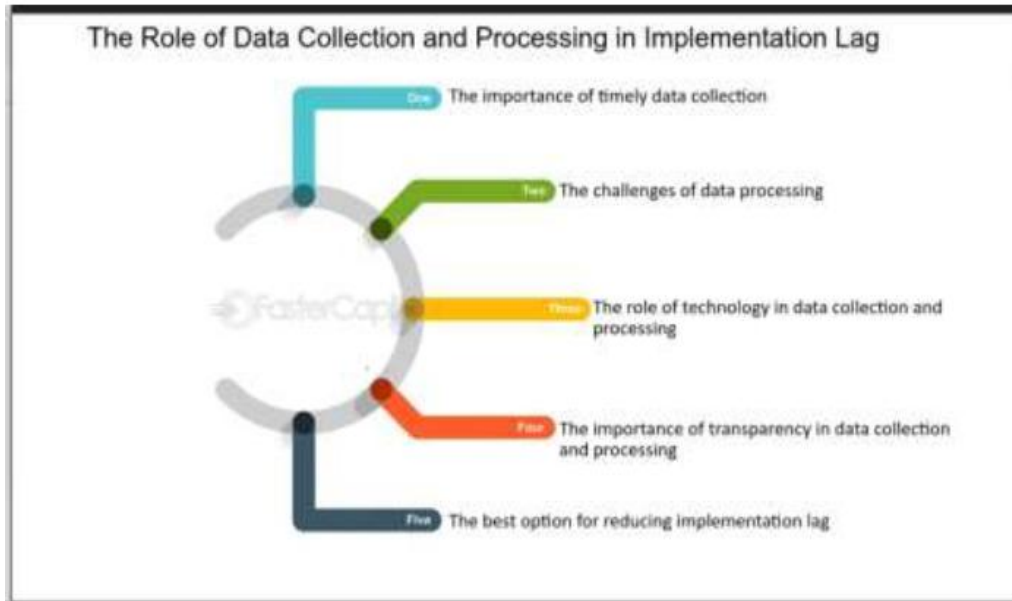 The Role of Data Collection and Processing in Implementation Lag
One
The importance of timely data collection
Two
The challenges of data processing
Three
The role of technology in data collection and
processing
Four
The importance of transparency in data collection
and processing
Five
The best option for reducing implementation lag